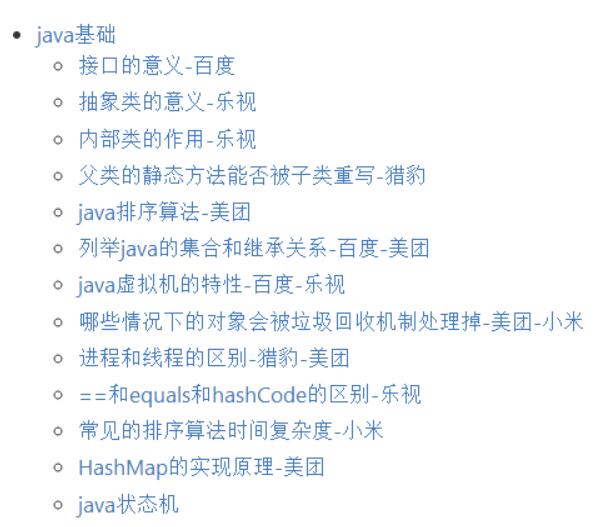 java基础
接口的意义-百度
抽象类的意义-乐视
内部类的作用-乐视
父类的静态方法能否被子类重写-猎豹
java排序算法-美团
列举java的集合和继承关系-百度-美团
java虚拟机的特性-百度-乐视
哪些情况下的对象会被垃圾回收机制处理掉-美团-小米
进程和线程的区别-猎豹-美团
==和equals和hashCode的区别-乐视
常见的排序算法时间复杂度-小米
HashMap的实现原理-美团
java状态机